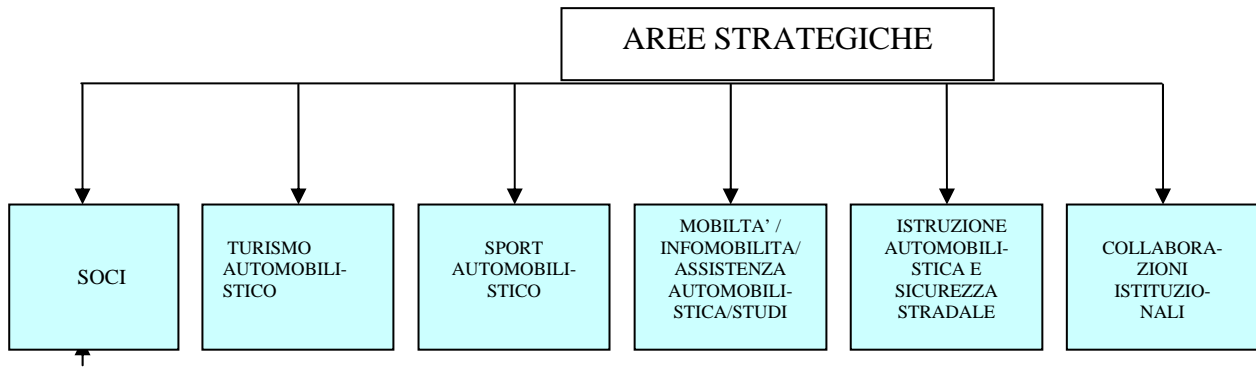 AREE STRATEGICHE
SOCI
TURISMO
AUTOMOBILI-
STICO
SPORT
AUTOMOBILI-
STICO
MOBILTA’ /
INFOMOBILITA/
ASSISTENZA
AUTOMOBILI-
STICA/STUDI
ISTRUZIONE
AUTOMOBILI-
STICA E
SICUREZZA
STRADALE
COLLABORA-
ZIONI
ISTITUZIO-
NALI